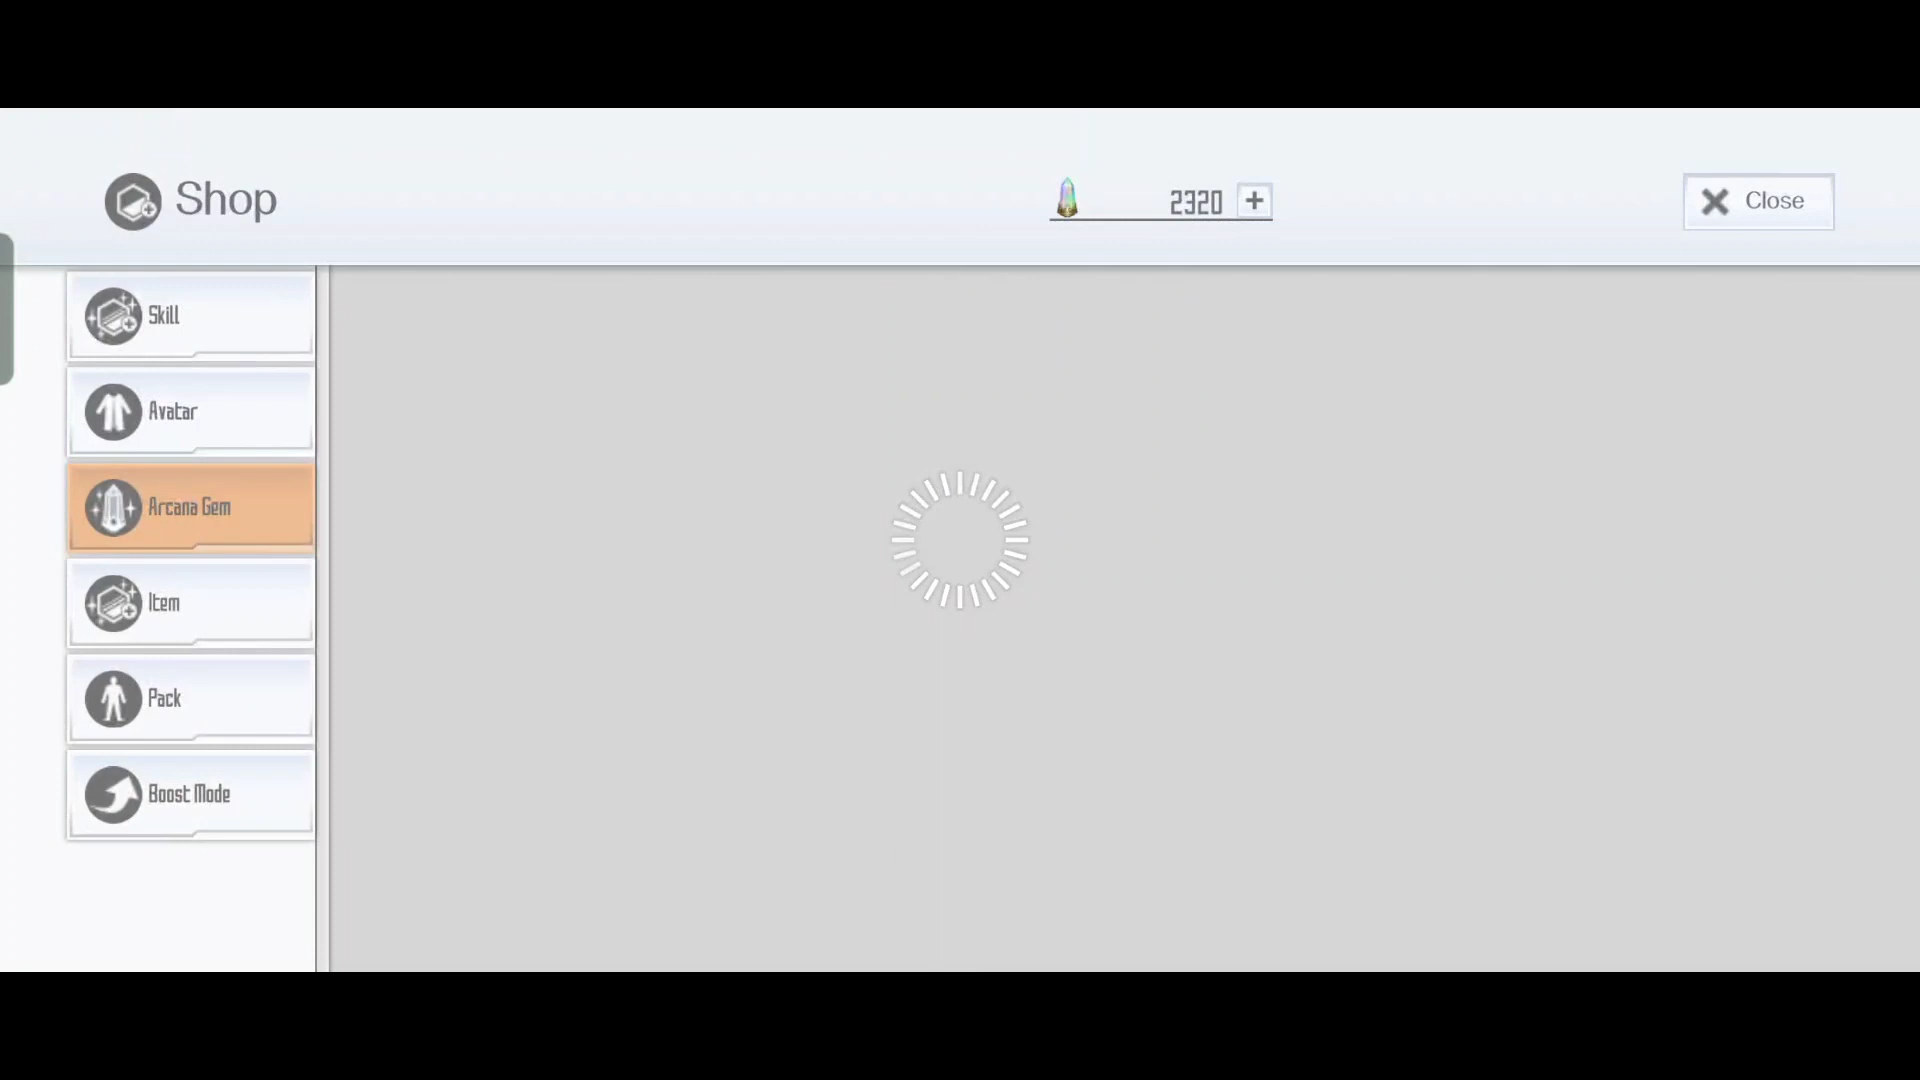 Shop
2320
Close
Skill
Avatar
Arcana Gem
Item
Pack
Boost Mode